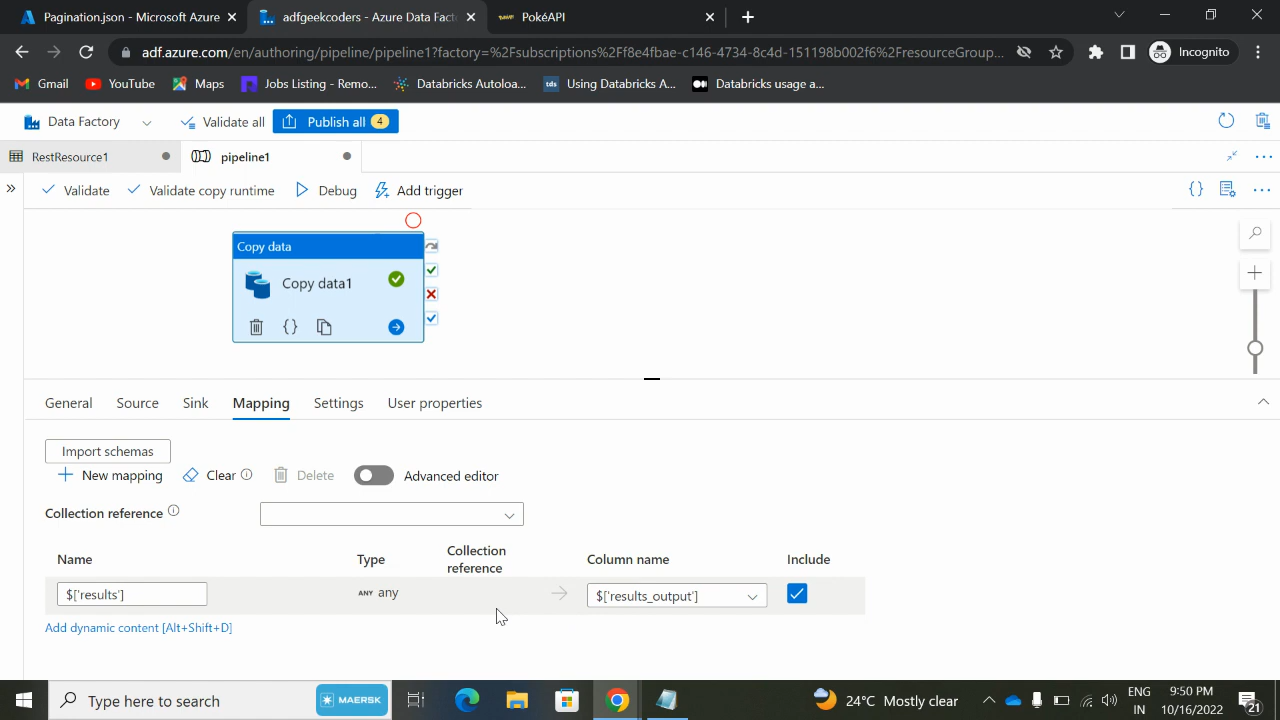 Pagination.json - Microsoft Azure
adfgeekcoders - Azure Data Fact
PokéAPI
adf.azure.com/en/authoring/pipeline/pipeline1?factory=%2Fsubscriptions%2Ff8e4fbae-c146-4734-8c4d-151198b002f6%2FresourceGroup...
Incognito
Gmail
YouTube
Maps
Jobs Listing - Remo...
Databricks Autoloa...
tds
Using Databricks A...
Databricks usage a...
Data Factory
Validate all
Publish all 4
RestResource1
pipeline1
Validate
Validate copy runtime
Debug
Add trigger
Copy data
Copy data1
General
Source
Sink
Mapping
Settings
User properties
Import schemas
New mapping
Clear
Delete
Advanced editor
Collection reference
Name
Type
Collection
reference
Column name
Include
$['results']
ANY any
$['results_output']
Add dynamic content [Alt+Shift+D]
Type here to search
MAERSK
24°C Mostly clear
ENG
IN
9:50 PM
10/16/2022
21